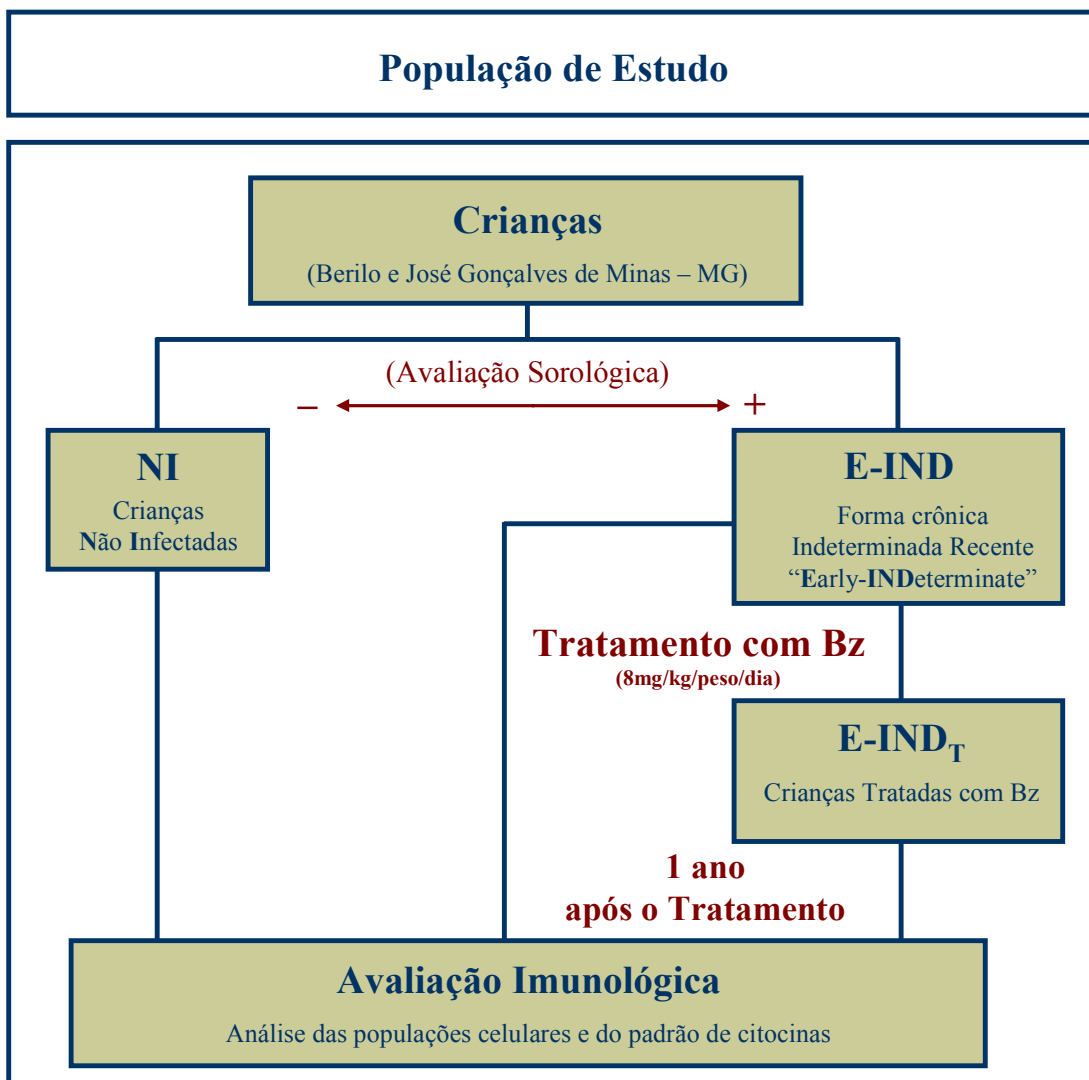 População de Estudo
Crianças
(Berilo e José Gonçalves de Minas – MG)
(Avaliação Sorológica)
– +
NI
Crianças
Não Infectadas
E-IND
Forma crônica
Indeterminada Recente
“Early-INDeterminate”
Tratamento com Bz
(8mg/kg/peso/dia)
E-IND_T
Crianças Tratadas com Bz
1 ano
após o Tratamento
Avaliação Imunológica
Análise das populações celulares e do padrão de citocinas